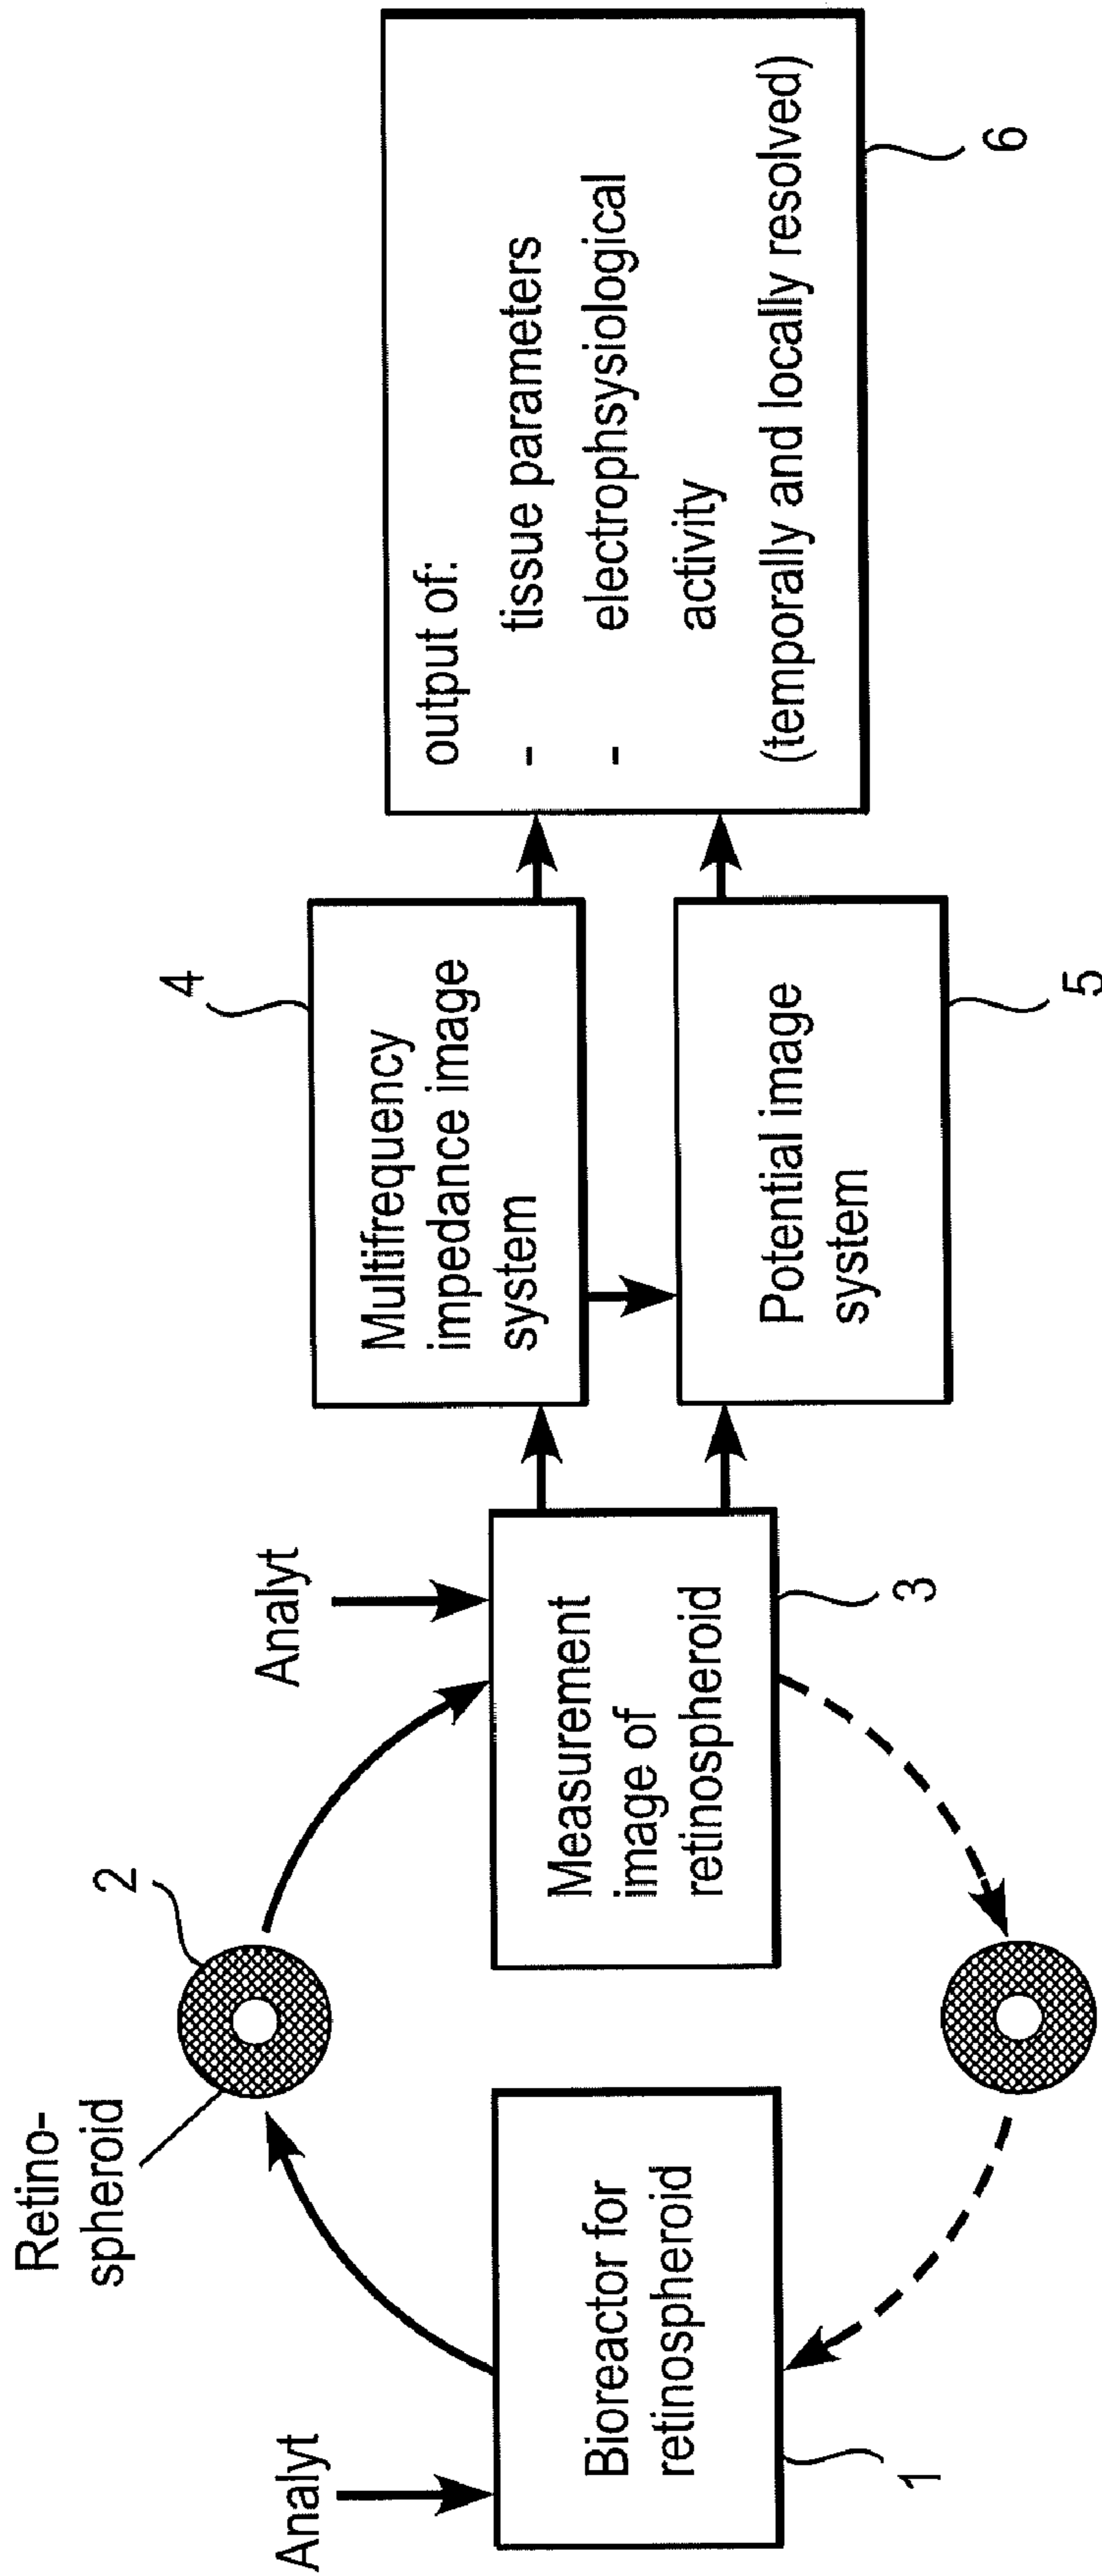 Retino-
spheroid
2
Analyt
Analyt
Bioreactor for
retinospheroid
1
Measurement
image of
retinospheroid
3
4
Multifrequency
impedance image
system
Potential image
system
5
output of:
- tissue parameters
- electrophsysiological
activity
(temporally and locally resolved)
6